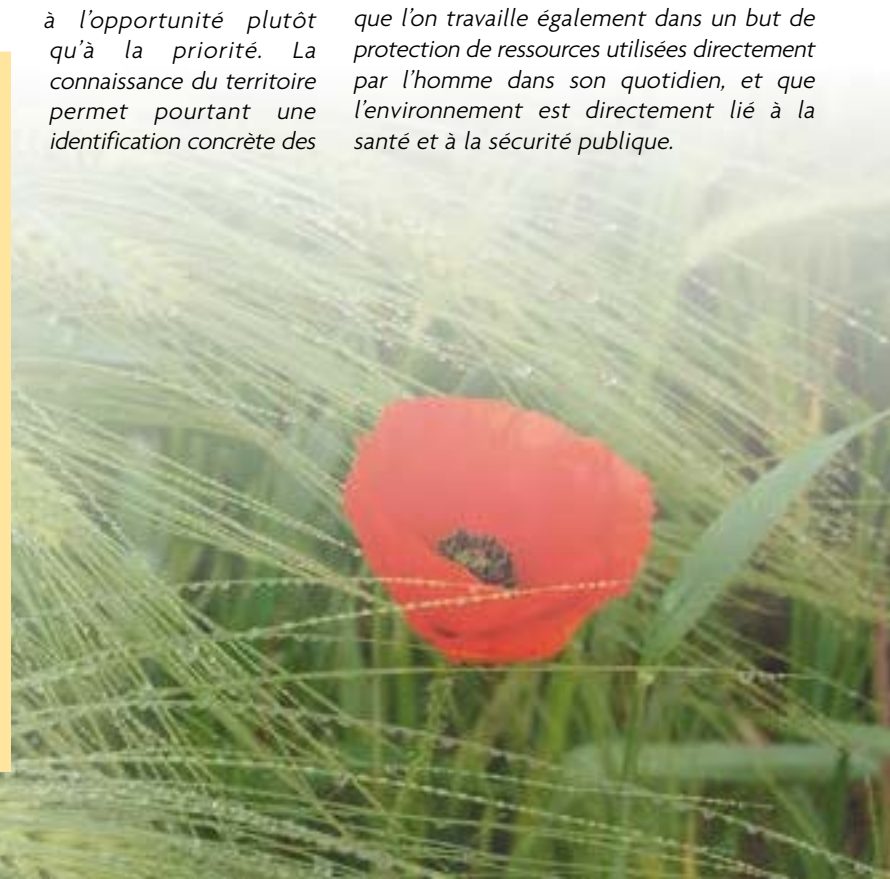 à l'opportunité plutôt
qu'à la priorité. La
connaissance du territoire
permet pourtant une
identification concrète des
que l'on travaille également dans un but de
protection de ressources utilisées directement
par l'homme dans son quotidien, et que
l'environnement est directement lié à la
santé et à la sécurité publique.